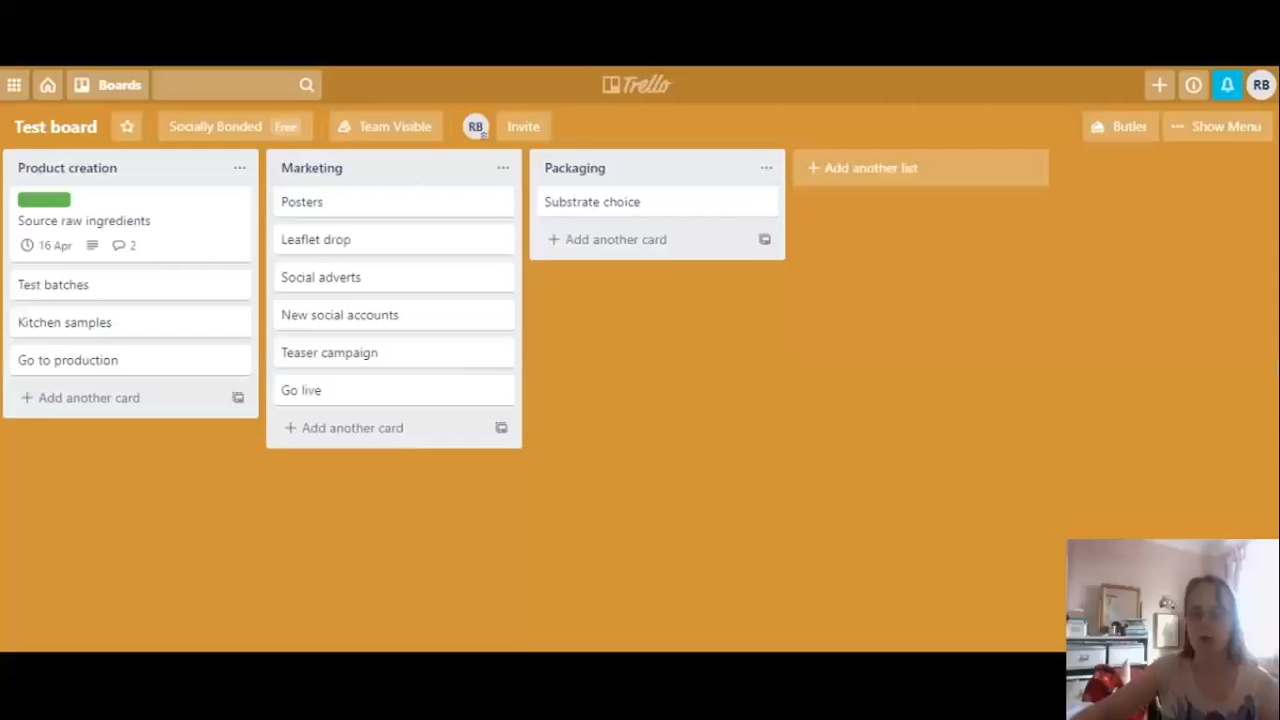 Boards
Trello
RB
Test board
Socially Bonded Free
Team Visible
RB
Invite
Butler
Show Menu
Product creation
Source raw ingredients
16 Apr
2
Test batches
Kitchen samples
Go to production
+ Add another card
Marketing
Posters
Leaflet drop
Social adverts
New social accounts
Teaser campaign
Go live
+ Add another card
Packaging
Substrate choice
+ Add another card
+ Add another list